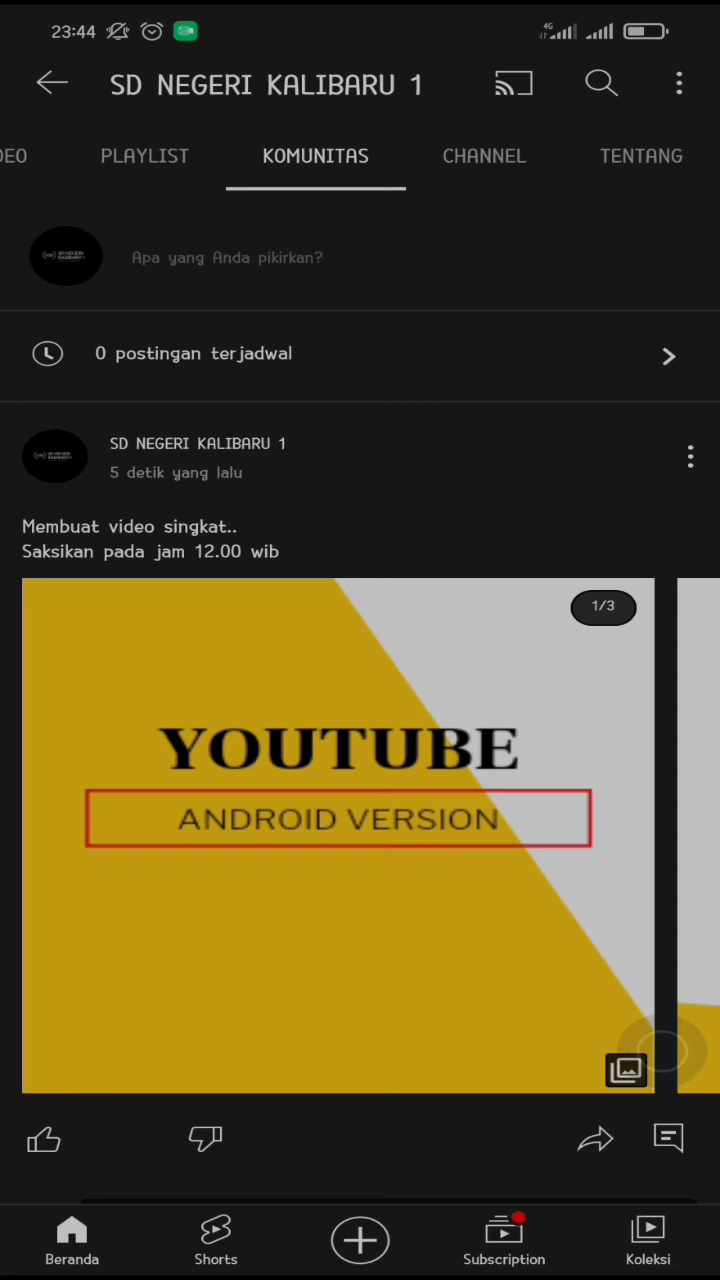 23:44
4G
SD NEGERI KALIBARU 1
DEO PLAYLIST KOMUNITAS CHANNEL TENTANG
Apa yang Anda pikirkan?
0 postingan terjadwal
SD NEGERI KALIBARU 1
5 detik yang lalu
Membuat video singkat..
Saksikan pada jam 12.00 wib
1/3
YOUTUBE
ANDROID VERSION
Beranda Shorts Subscription Koleksi